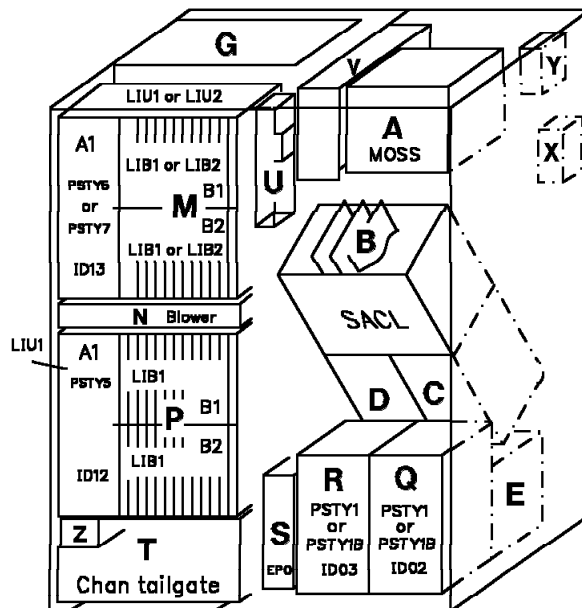 G
LIU1 or LIU2
V
Y
A
MOSS
X
A1
LIB1 or LIB2
PSTY6
or
PSTY7
M
B1
B2
LIB1 or LIB2
ID13
U
B
N Blower
SACL
LIU1
A1
PSTY5
LIB1
P
B1
B2
LIB1
ID12
D
C
R
PSTY1
or
PSTY1B
ID03
Q
PSTY1
or
PSTY1B
ID02
E
S
EPO
Z
T
Chan tailgate